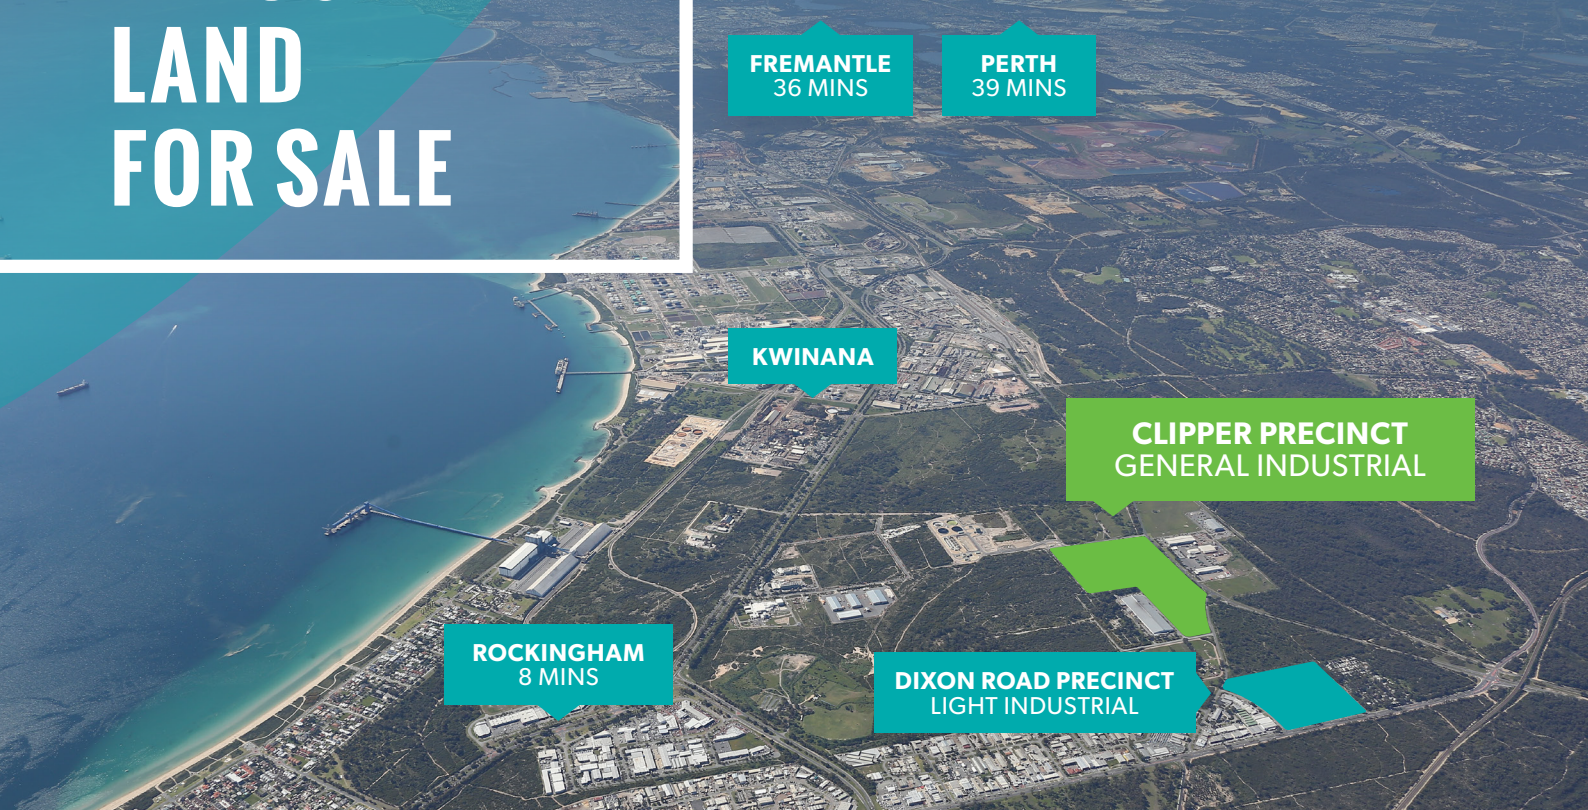 LAND
FOR SALE
FREMANTLE
36 MINS
PERTH
39 MINS
KWINANA
CLIPPER PRECINCT
GENERAL INDUSTRIAL
ROCKINGHAM
8 MINS
DIXON ROAD PRECINCT
LIGHT INDUSTRIAL